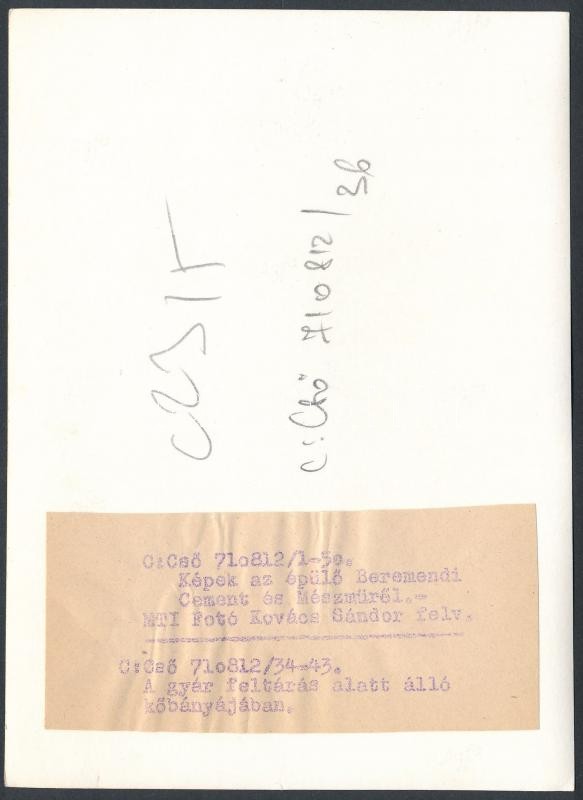 C:Cső 710812/36
C:Cső 71o812/1-5o.
Képek az épülő Beremendi
Cement és Mészműről.-
MTI Fotó Kovács Sándor felv.
C:Cső 71o812/34-43.
A gyár feltárás alatt álló
kőbányájában.